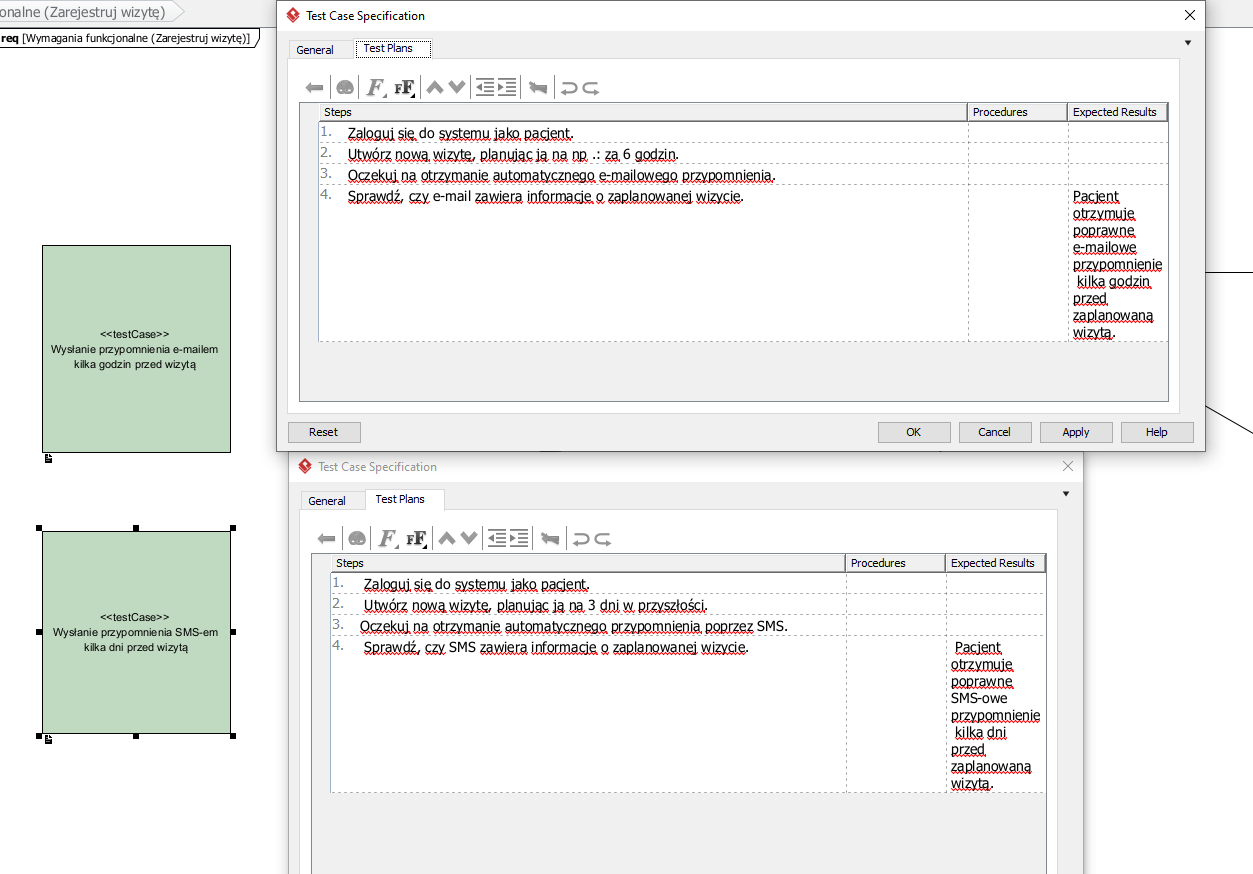 onalne (Zarejestruj wizytę)
req [Wymagania funkcjonalne (Zarejestruj wizytę)]
<<testCase>>
Wysłanie przypomnienia e-mailem
kilka godzin przed wizytą
<<testCase>>
Wysłanie przypomnienia SMS-em
kilka dni przed wizytą
Test Case Specification
General
Test Plans
Steps
Procedures
Expected Results
1. Zaloguj się do systemu jako pacjent.
2. Utwórz nową wizytę, planując ją na np .: za 6 godzin.
3. Oczekuj na otrzymanie automatycznego e-mailowego przypomnienia.
4. Sprawdź, czy e-mail zawiera informacje o zaplanowanej wizycie.
Pacjent
otrzymuje
poprawne
e-mailowe
przypomnienie
kilka godzin
przed
zaplanowaną
wizytą.
Reset
OK
Cancel
Apply
Help
Test Case Specification
General
Test Plans
Steps
Procedures
Expected Results
1. Zaloguj się do systemu jako pacjent.
2. Utwórz nową wizytę, planując ją na 3 dni w przyszłości.
3. Oczekuj na otrzymanie automatycznego przypomnienia poprzez SMS.
4. Sprawdź, czy SMS zawiera informacje o zaplanowanej wizycie.
Pacjent
otrzymuje
poprawne
SMS-owe
przypomnienie
kilka dni
przed
zaplanowaną
wizytą.